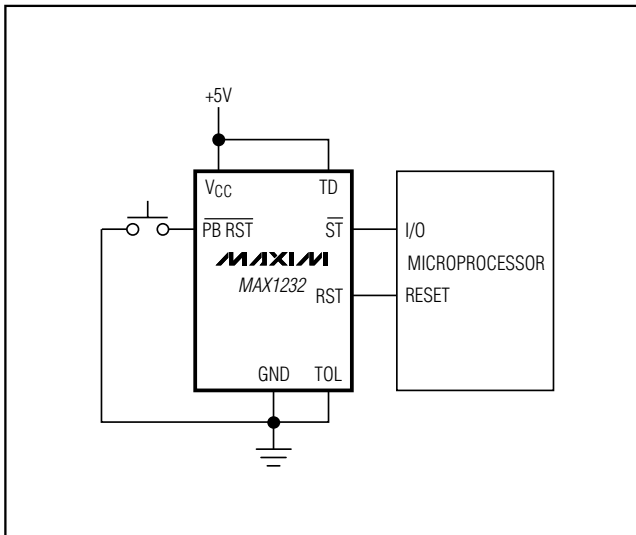 +5V
VCC TD
PB RST ST I/O
MAXIM MICROPROCESSOR
MAX1232
RST RESET
GND TOL